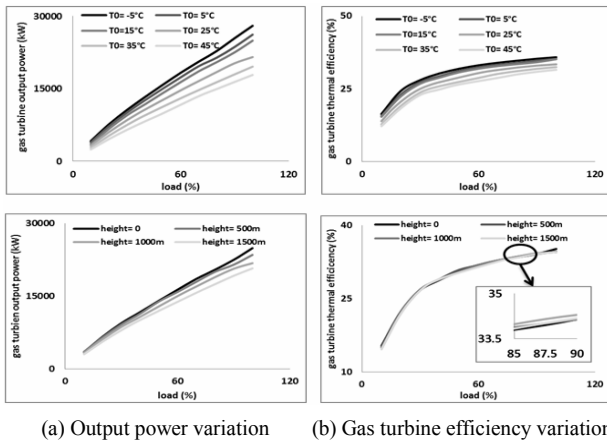 gas turbine output power (kW)
30000
15000
0
T0= -5°C T0= 5°C
T0=15°C T0= 25°C
T0= 35°C T0= 45°C
0 60 120
load (%)
gas turbine thermal efficiency (%)
50
25
0
T0= -5°C T0= 5°C
T0=15°C T0= 25°C
T0= 35°C T0= 45°C
0 60 120
load (%)
gas turbien output power (kW)
30000
15000
0
height= 0 height= 500m
height= 1000m height= 1500m
0 60 120
load (%)
gas turbine thermal efficicency (%)
40
25
10
height= 0 height= 500m
height= 1000m height= 1500m
35
33.5
85 87.5 90
0 60 120
load (%)
(a) Output power variation (b) Gas turbine efficiency variation